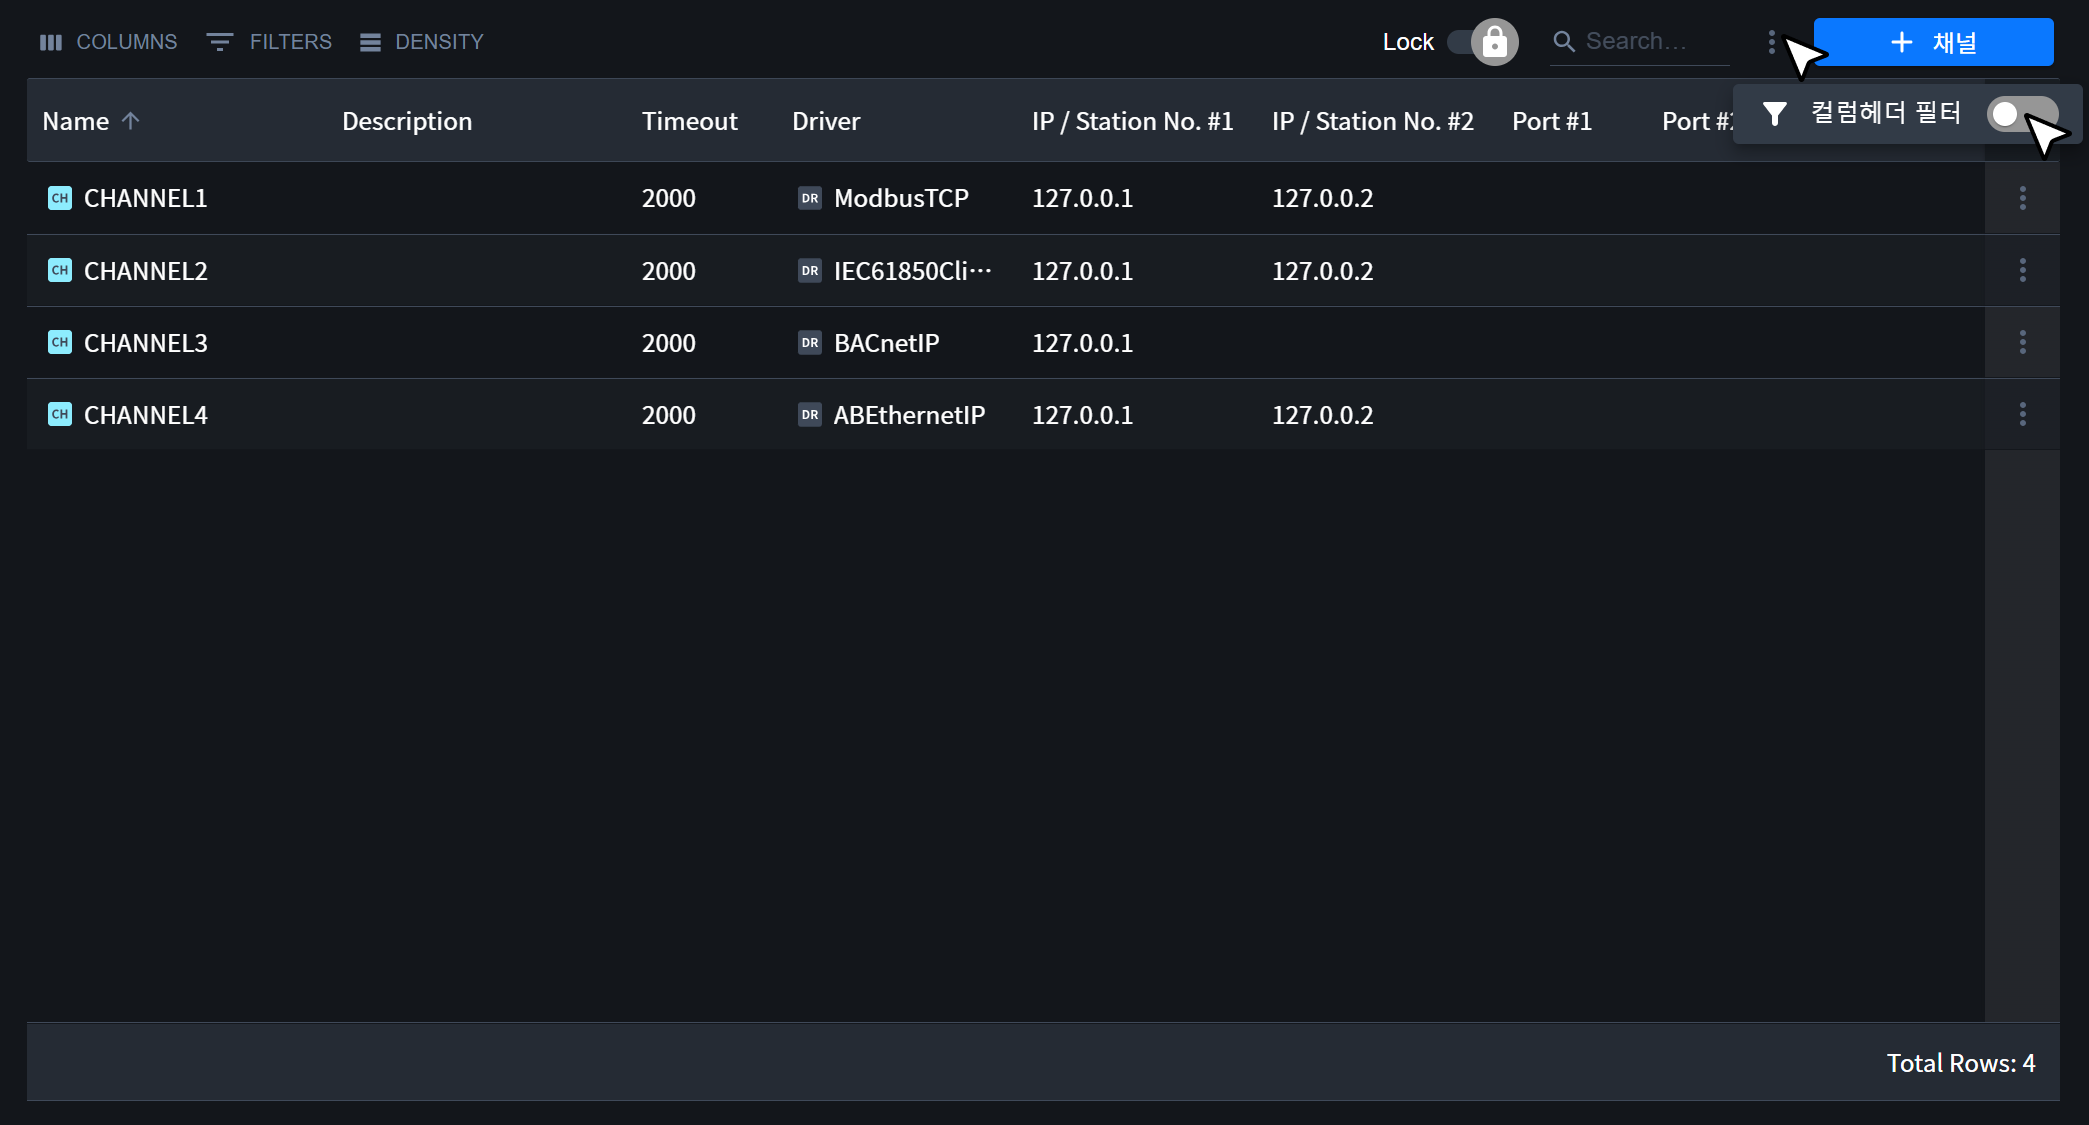 COLUMNS FILTERS DENSITY Lock Search… 채널
컬럼헤더 필터
Name Description Timeout Driver IP / Station No. #1 IP / Station No. #2 Port #1 Port #
CH CHANNEL1 2000 DR ModbusTCP 127.0.0.1 127.0.0.2
CH CHANNEL2 2000 DR IEC61850Cli… 127.0.0.1 127.0.0.2
CH CHANNEL3 2000 DR BACnetIP 127.0.0.1
CH CHANNEL4 2000 DR ABEthernetIP 127.0.0.1 127.0.0.2
Total Rows: 4